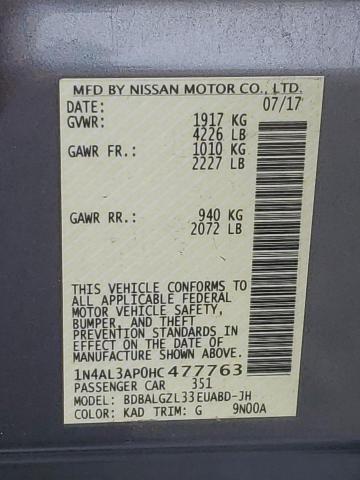 MFD BY NISSAN MOTOR CO., LTD.
DATE: 07/17
GVWR: 1917 KG
4226 LB
GAWR FR.: 1010 KG
2227 LB
GAWR RR.: 940 KG
2072 LB
THIS VEHICLE CONFORMS TO
ALL APPLICABLE FEDERAL
MOTOR VEHICLE SAFETY,
BUMPER, AND THEFT
PREVENTION STANDARDS IN
EFFECT ON THE DATE OF
MANUFACTURE SHOWN ABOVE.
1N4AL3AP0HC477763
PASSENGER CAR 351
MODEL: BDBALGZL33EUABD-JH
COLOR: KAD TRIM: G 9N00A